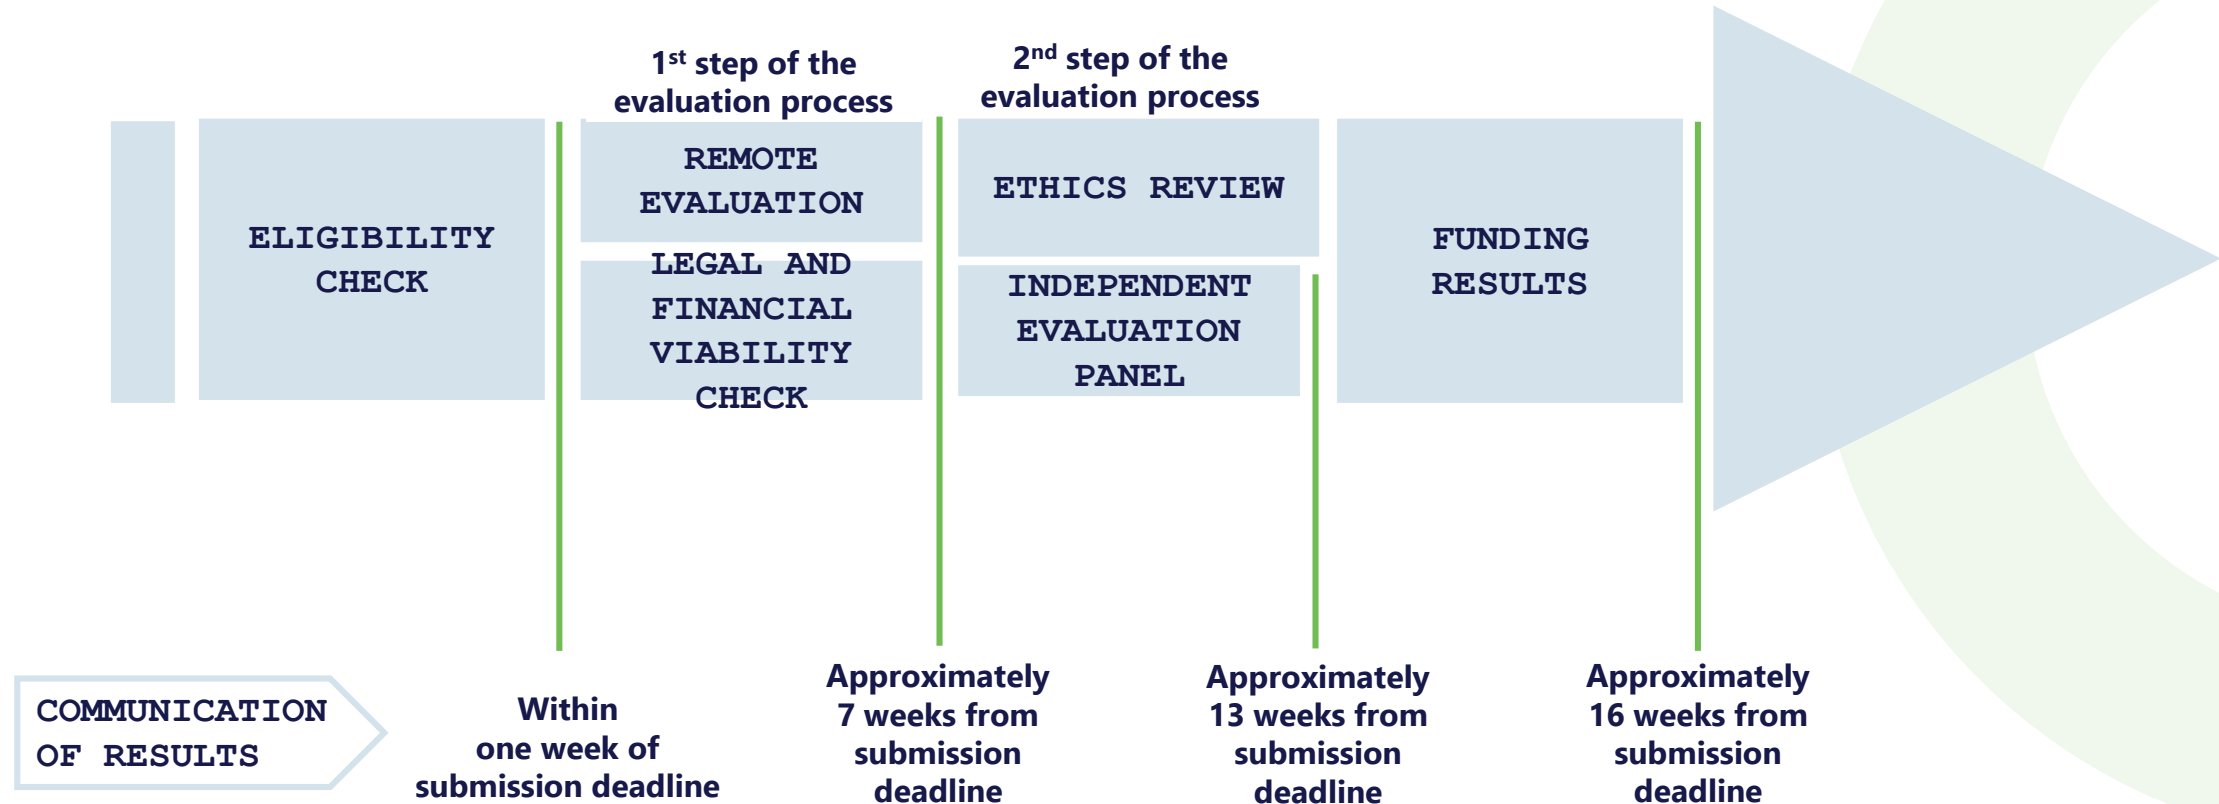 1st step of the
evaluation process
2nd step of the
evaluation process
ELIGIBILITY
CHECK
REMOTE
EVALUATION
LEGAL AND
FINANCIAL
VIABILITY
CHECK
ETHICS REVIEW
INDEPENDENT
EVALUATION
PANEL
FUNDING
RESULTS
COMMUNICATION
OF RESULTS
Within
one week of
submission deadline
Approximately
7 weeks from
submission
deadline
Approximately
13 weeks from
submission
deadline
Approximately
16 weeks from
submission
deadline